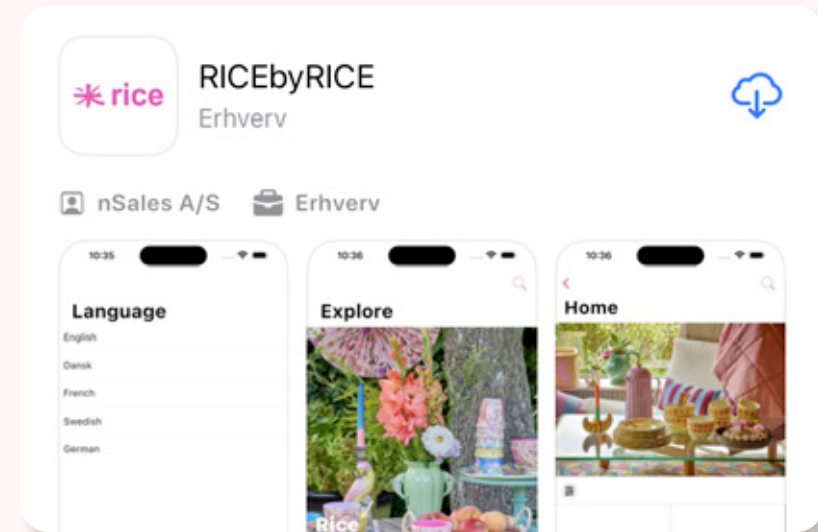 rice
RICEbyRICE
Erhverv
nSales A/S
Erhverv
10:35
Language
English
Dansk
French
Swedish
German
10:36
Explore
Rice
10:36
Home